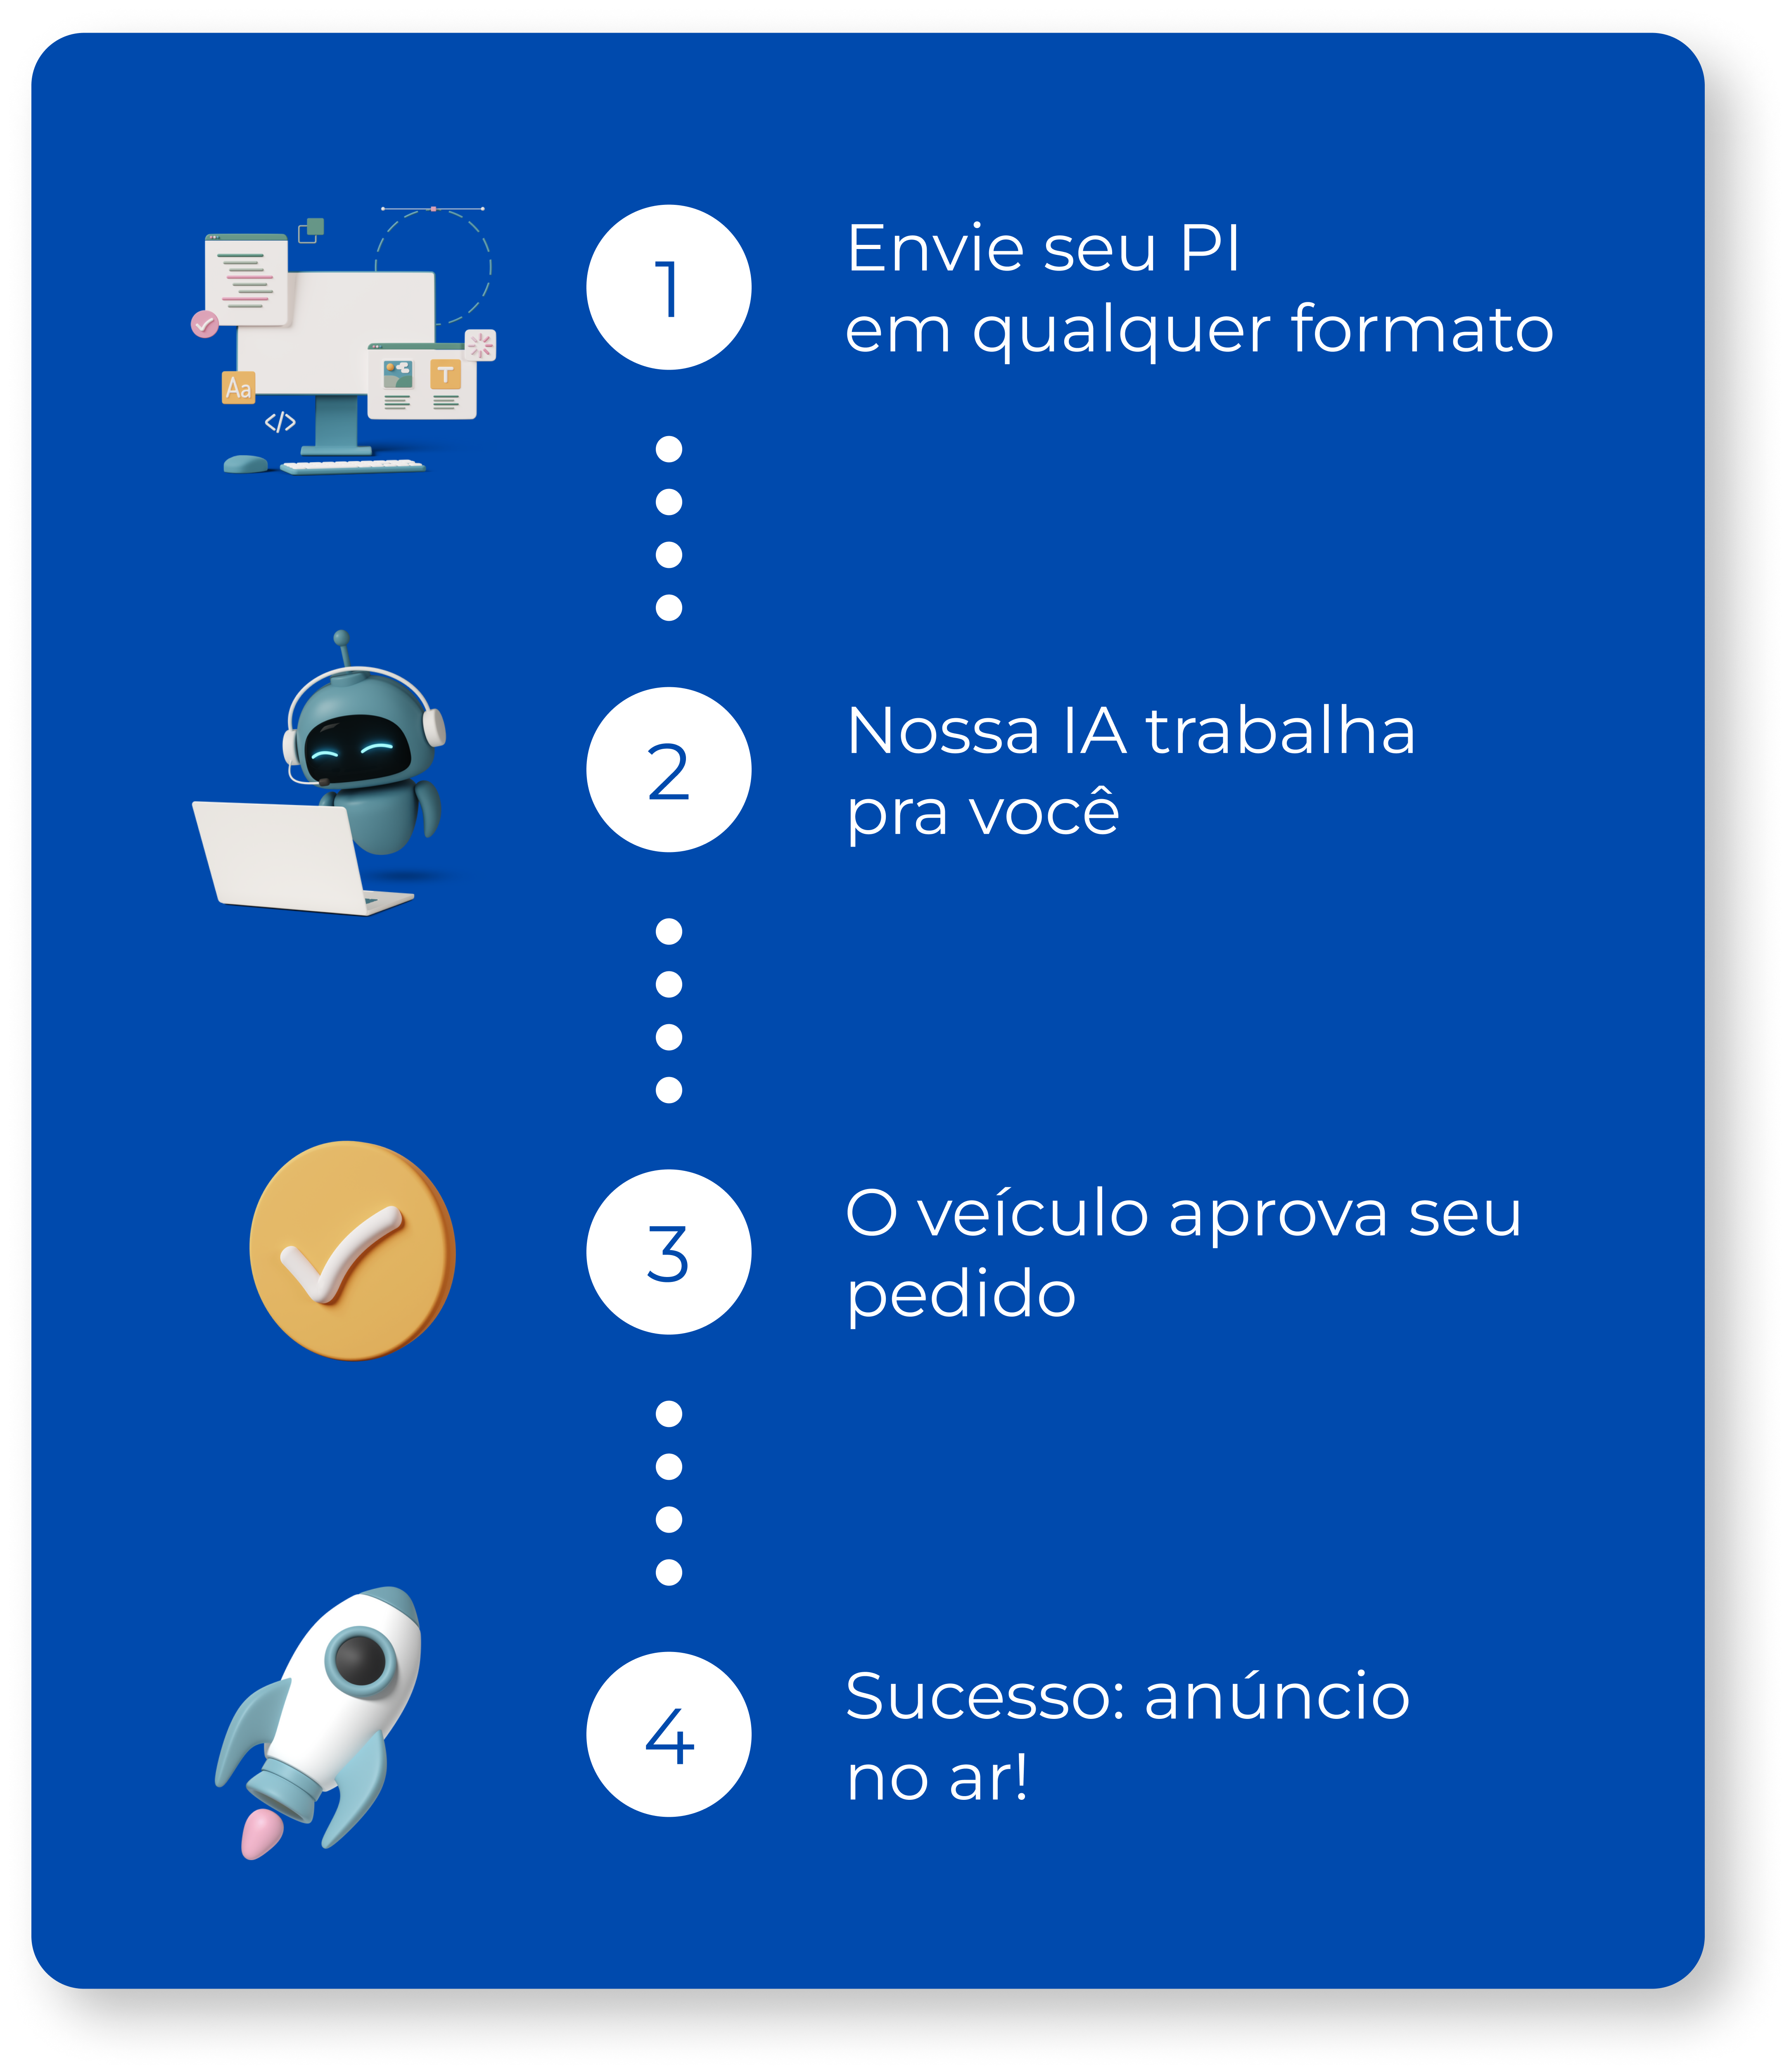 1
Envie seu PI
em qualquer formato
Aa
T
</>
2
Nossa IA trabalha
pra você
3
O veículo aprova seu
pedido
4
Sucesso: anúncio
no ar!